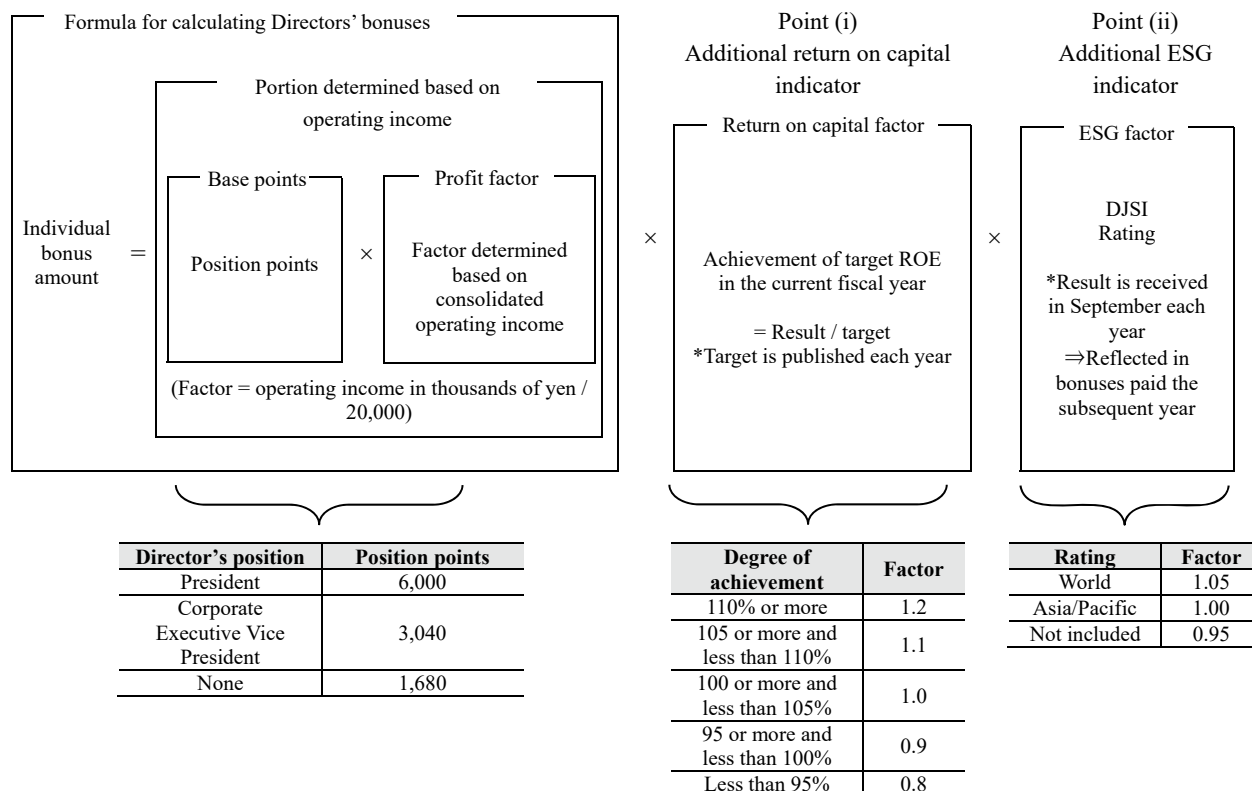 Formula for calculating Directors' bonuses
Portion determined based on
operating income
Base points
Profit factor
Individual
bonus
amount
=
Position points
×
Factor determined
based on
consolidated
operating income
(Factor = operating income in thousands of yen /
20,000)
×
Point (i)
Additional return on capital
indicator
Return on capital factor
Achievement of target ROE
in the current fiscal year
= Result / target
*Target is published each year
×
Point (ii)
Additional ESG
indicator
ESG factor
DJSI
Rating
*Result is received
in September each
year
⇒Reflected in
bonuses paid the
subsequent year
Director's position Position points
President 6,000
Corporate
Executive Vice
President
3,040
None 1,680
Degree of
achievement
Factor
110% or more 1.2
105 or more and
less than 110%
1.1
100 or more and
less than 105%
1.0
95 or more and
less than 100%
0.9
Less than 95% 0.8
Rating Factor
World 1.05
Asia/Pacific 1.00
Not included 0.95